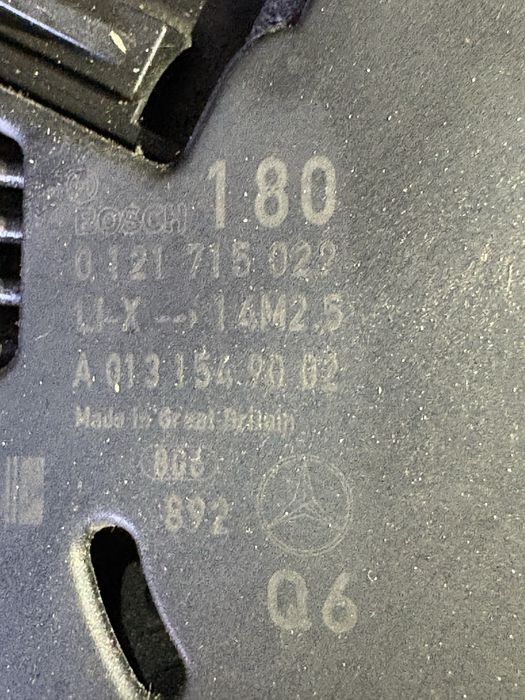 BOSCH 180
0 121 715 029
LI-X --> 14M2.5
A 013 154 90 02
Made in Great Britain
892
Q6